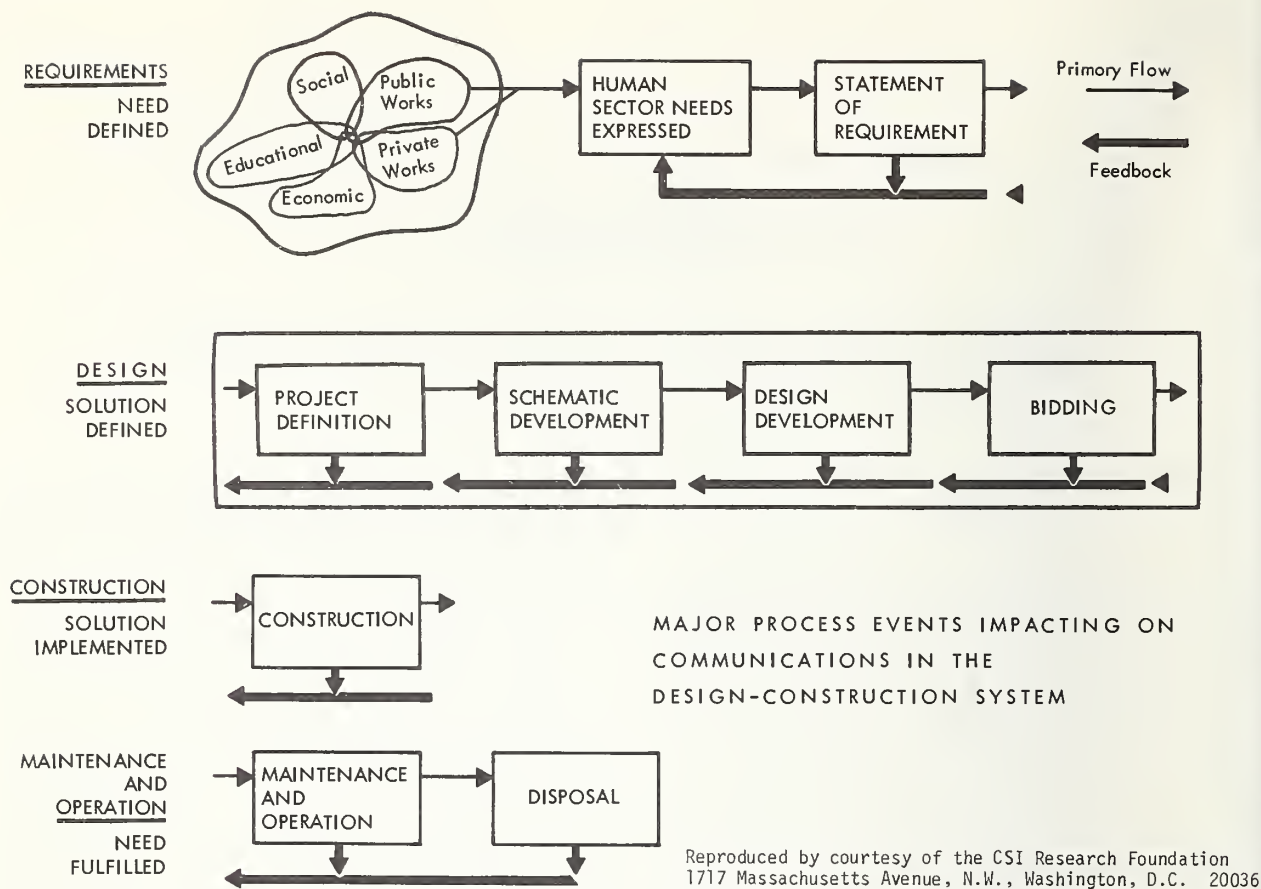 REQUIREMENTS
NEED
DEFINED
Social
Public
Works
Educational
Private
Works
Economic
HUMAN
SECTOR NEEDS
EXPRESSED
STATEMENT
OF
REQUIREMENT
Primary Flow
Feedback
DESIGN
SOLUTION
DEFINED
PROJECT
DEFINITION
SCHEMATIC
DEVELOPMENT
DESIGN
DEVELOPMENT
BIDDING
CONSTRUCTION
SOLUTION
IMPLEMENTED
CONSTRUCTION
MAJOR PROCESS EVENTS IMPACTING ON
COMMUNICATIONS IN THE
DESIGN-CONSTRUCTION SYSTEM
MAINTENANCE
AND
OPERATION
NEED
FULFILLED
MAINTENANCE
AND
OPERATION
DISPOSAL
Reproduced by courtesy of the CSI Research Foundation
1717 Massachusetts Avenue, N.W., Washington, D.C. 20036